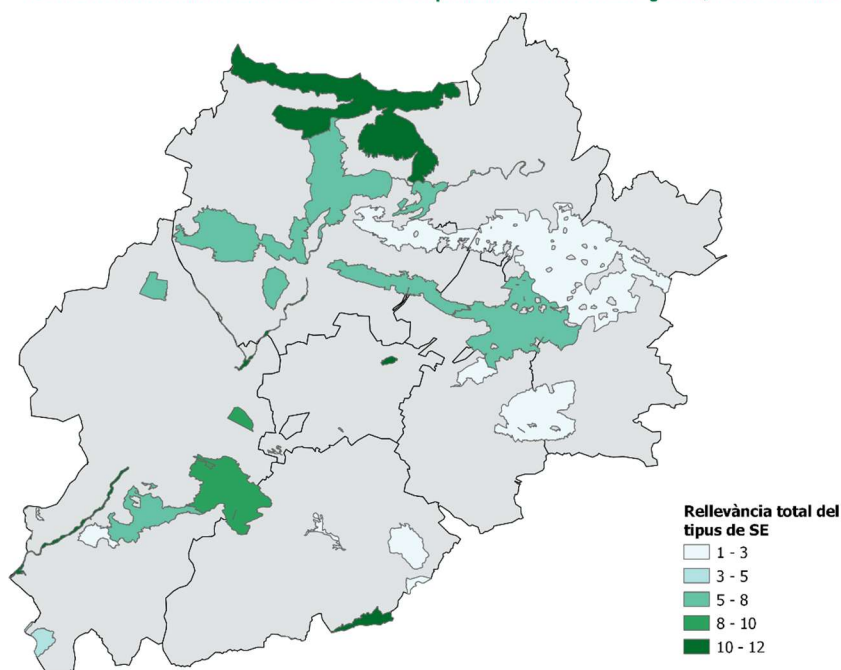 Rellevància total del
tipus de SE
1 - 3
3 - 5
5 - 8
8 - 10
10 - 12